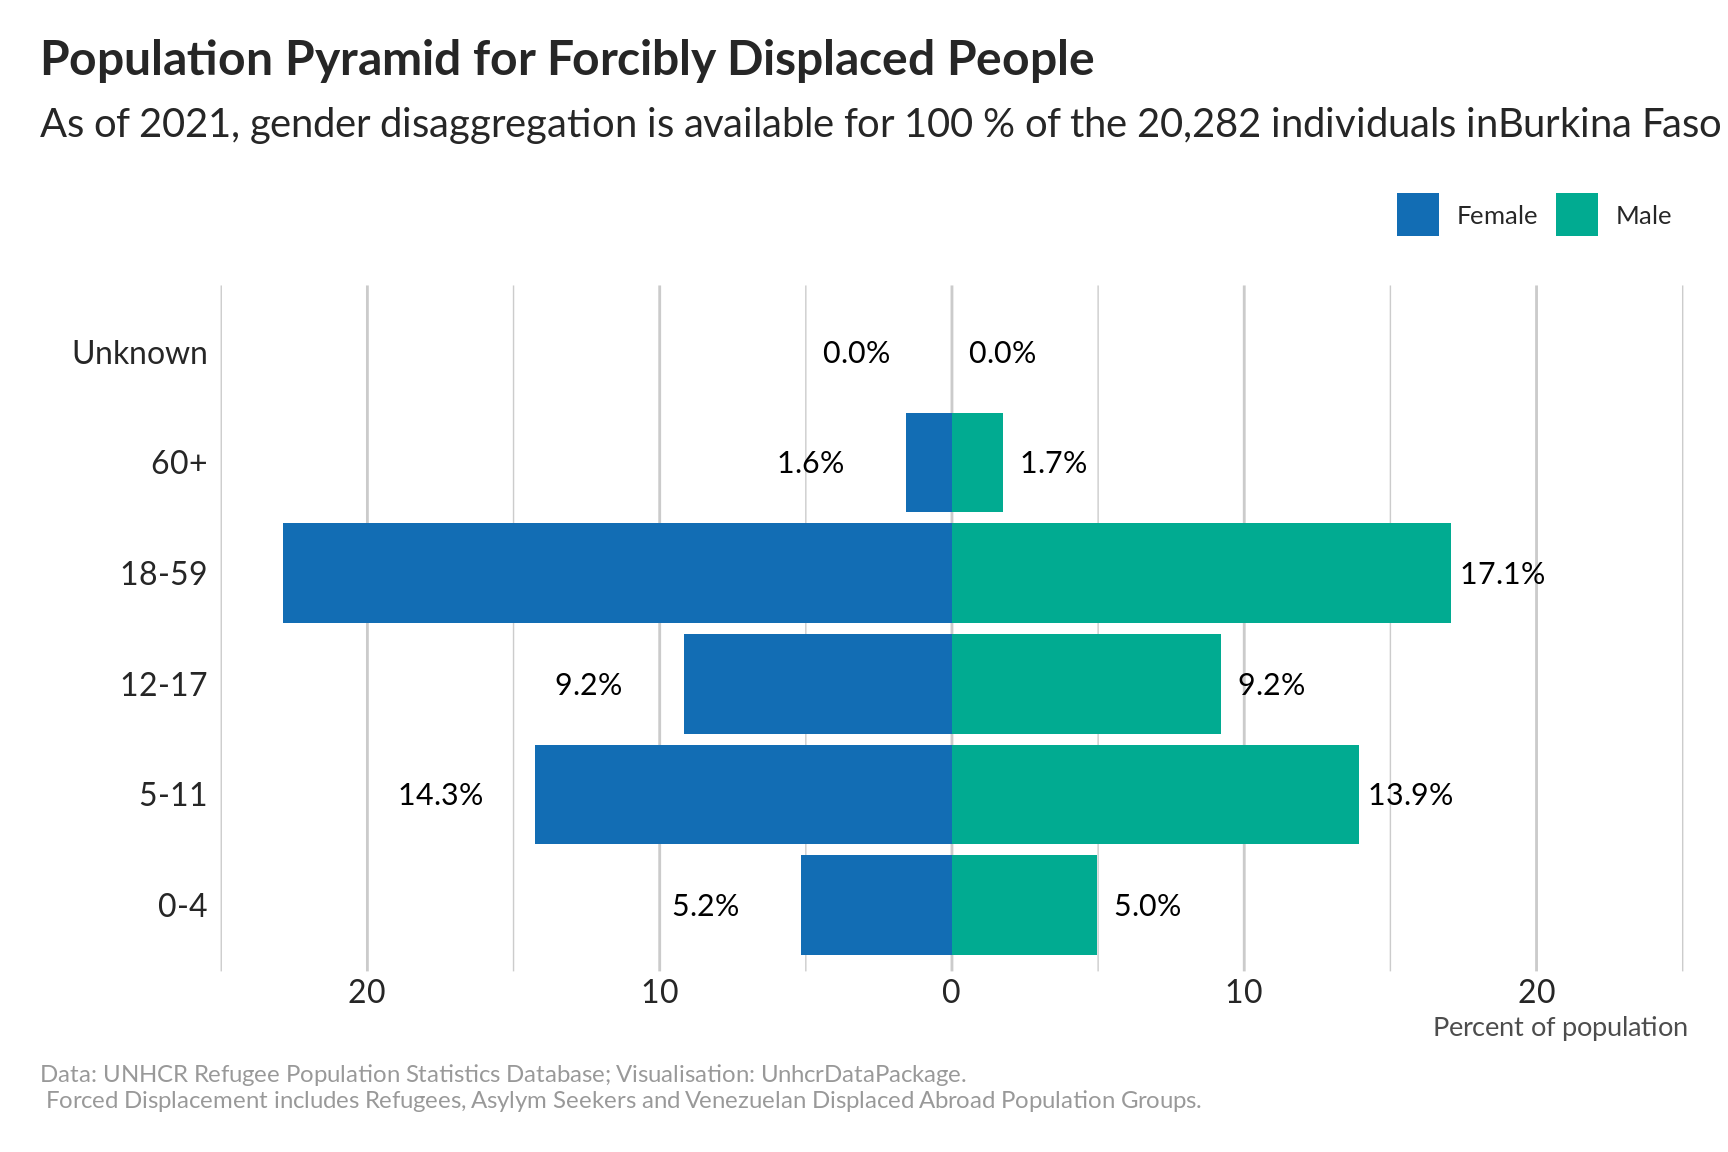 Population Pyramid for Forcibly Displaced People
As of 2021, gender disaggregation is available for 100 % of the 20,282 individuals inBurkina Faso
Female Male
Unknown 0.0% 0.0%
60+ 1.6% 1.7%
18-59 17.1%
12-17 9.2% 9.2%
5-11 14.3% 13.9%
0-4 5.2% 5.0%
20 10 0 10 20
Percent of population
Data: UNHCR Refugee Population Statistics Database; Visualisation: UnhcrDataPackage.
Forced Displacement includes Refugees, Asylym Seekers and Venezuelan Displaced Abroad Population Groups.